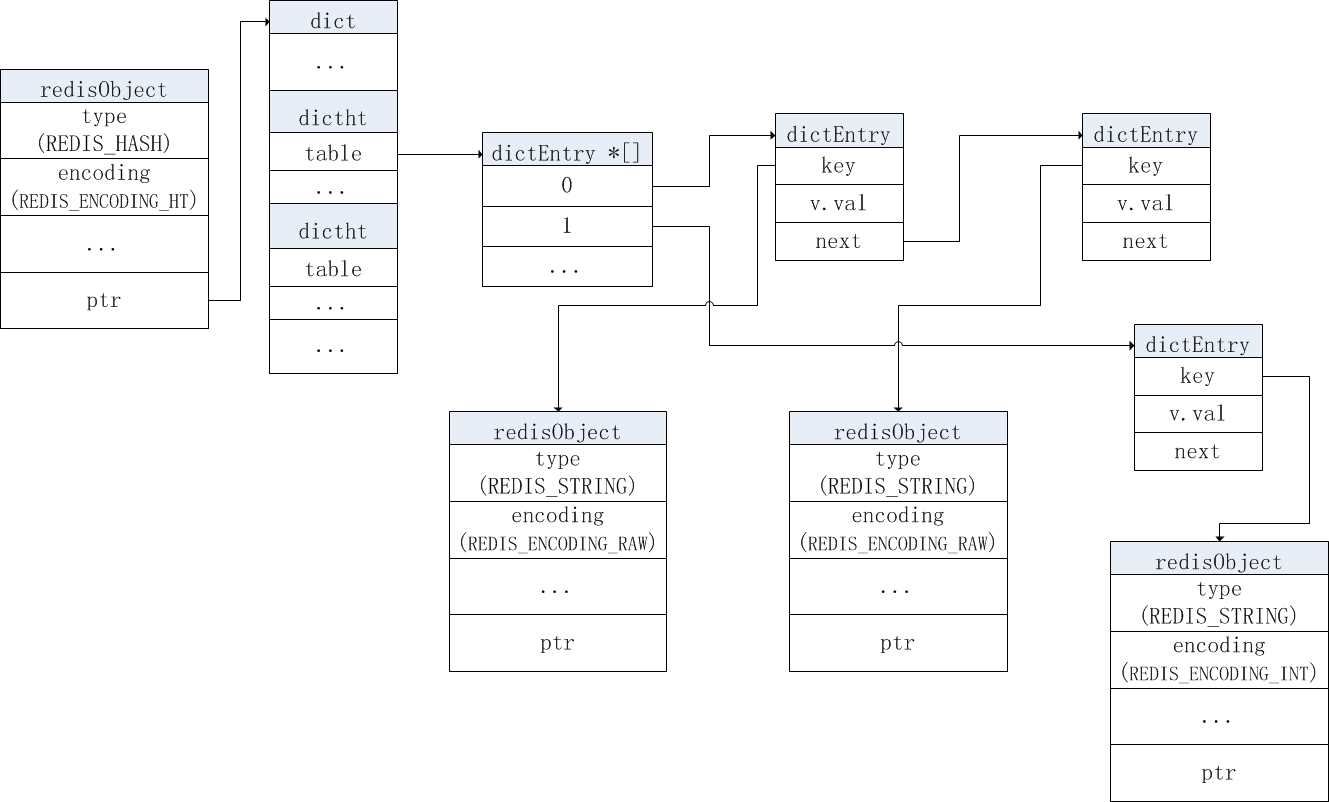 redisObject
type
(REDIS_HASH)
encoding
(REDIS_ENCODING_HT)
...
ptr
dict
...
dictht
table
...
dictht
table
...
...
dictEntry *[]
0
1
...
dictEntry
key
v.val
next
dictEntry
key
v.val
next
dictEntry
key
v.val
next
redisObject
type
(REDIS_STRING)
encoding
(REDIS_ENCODING_RAW)
...
ptr
redisObject
type
(REDIS_STRING)
encoding
(REDIS_ENCODING_RAW)
...
ptr
redisObject
type
(REDIS_STRING)
encoding
(REDIS_ENCODING_INT)
...
ptr